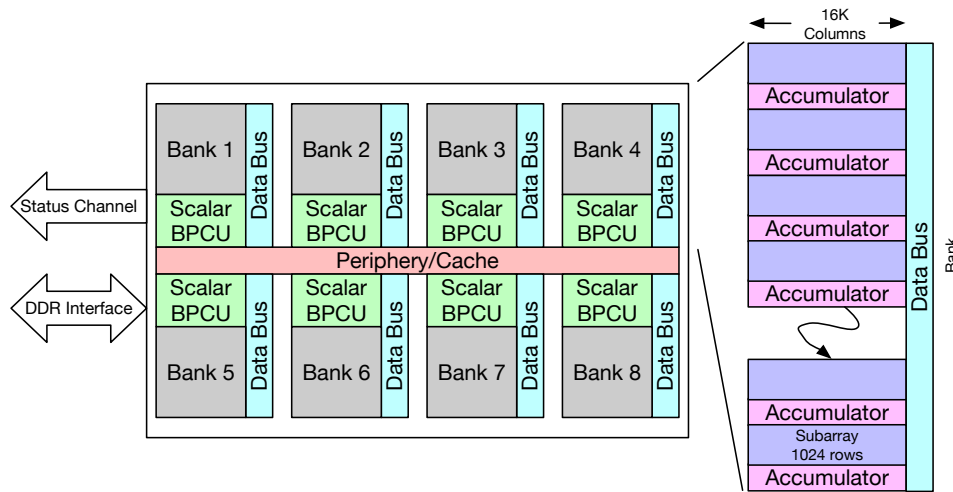 16K
Columns
Accumulator
Accumulator
Accumulator
Accumulator
Accumulator
Subarray
1024 rows
Accumulator
Data Bus
Bank
Bank 1
Data Bus
Bank 2
Data Bus
Bank 3
Data Bus
Bank 4
Data Bus
Scalar
BPCU
Scalar
BPCU
Scalar
BPCU
Scalar
BPCU
Status Channel
Periphery/Cache
DDR Interface
Scalar
BPCU
Scalar
BPCU
Scalar
BPCU
Scalar
BPCU
Bank 5
Data Bus
Bank 6
Data Bus
Bank 7
Data Bus
Bank 8
Data Bus